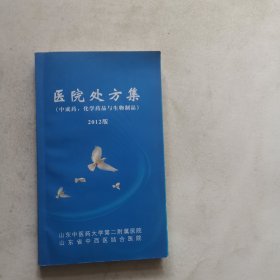 医院处方集
（中成药、化学药品与生物制品）
2012版
山东中医药大学第二附属医院
山东省中西医结合医院